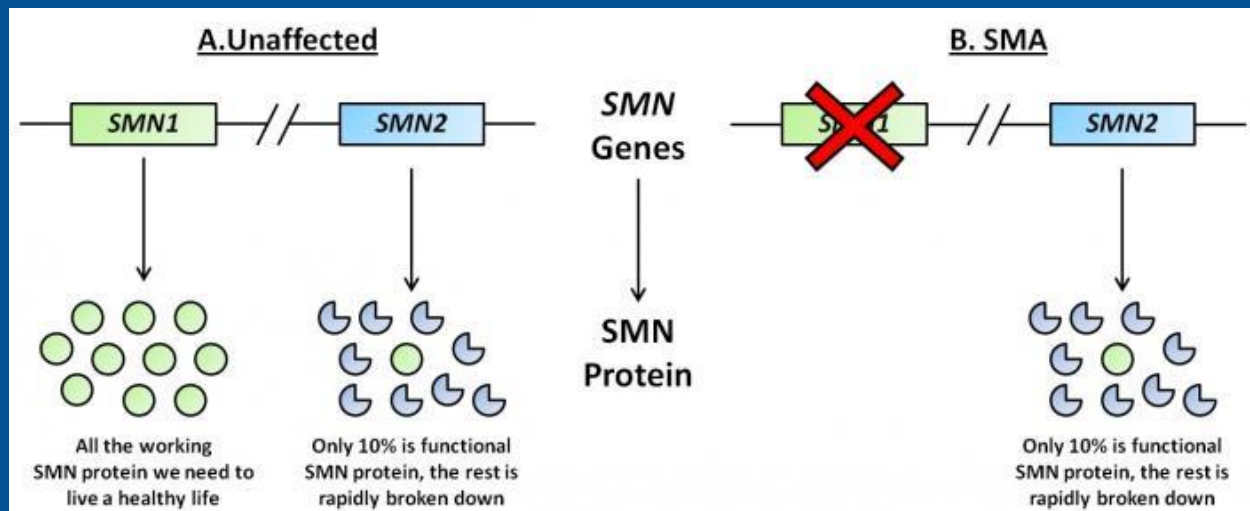 A.Unaffected
B. SMA
SMN1
SMN2
SMN
Genes
SMN1
SMN2
SMN
Protein
All the working
SMN protein we need to
live a healthy life
Only 10% is functional
SMN protein, the rest is
rapidly broken down
Only 10% is functional
SMN protein, the rest is
rapidly broken down